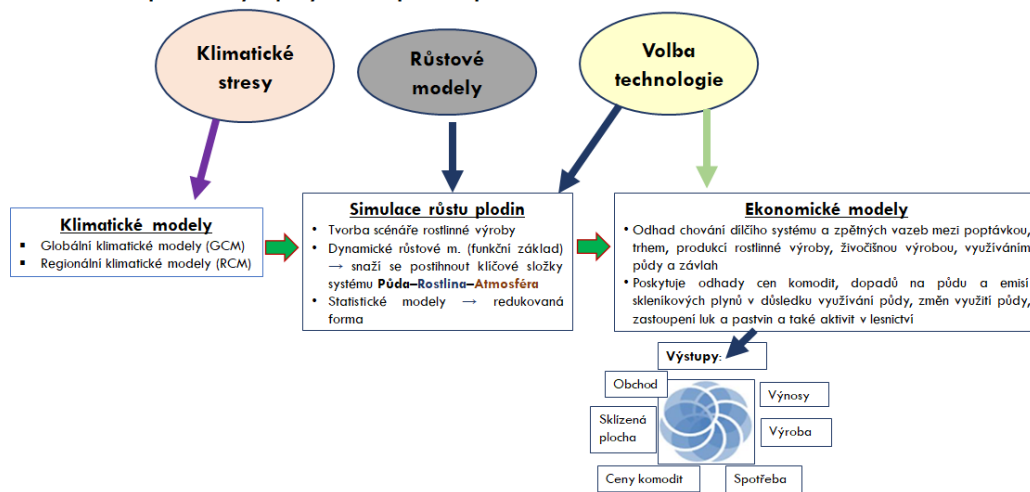 Klimatické
stresy
Růstové
modely
Volba
technologie
Klimatické modely
▪ Globální klimatické modely (GCM)
▪ Regionální klimatické modely (RCM)
Simulace růstu plodin
• Tvorba scénáře rostlinné výroby
• Dynamické růstové m. (funkční základ)
→ snaží se postihnout klíčové složky
systému Půda–Rostlina–Atmosféra
• Statistické modely → redukovaná
forma
Ekonomické modely
• Odhad chování dílčího systému a zpětných vazeb mezi poptávkou,
trhem, produkcí rostlinné výroby, živočišnou výrobou, využíváním
půdy a závlah
• Poskytuje odhady cen komodit, dopadů na půdu a emisí
skleníkových plynů v důsledku využívání půdy, změn využití půdy,
zastoupení luk a pastvin a také aktivit v lesnictví
Výstupy:
Obchod
Výnosy
Sklizená
plocha
Výroba
Ceny komodit
Spotřeba